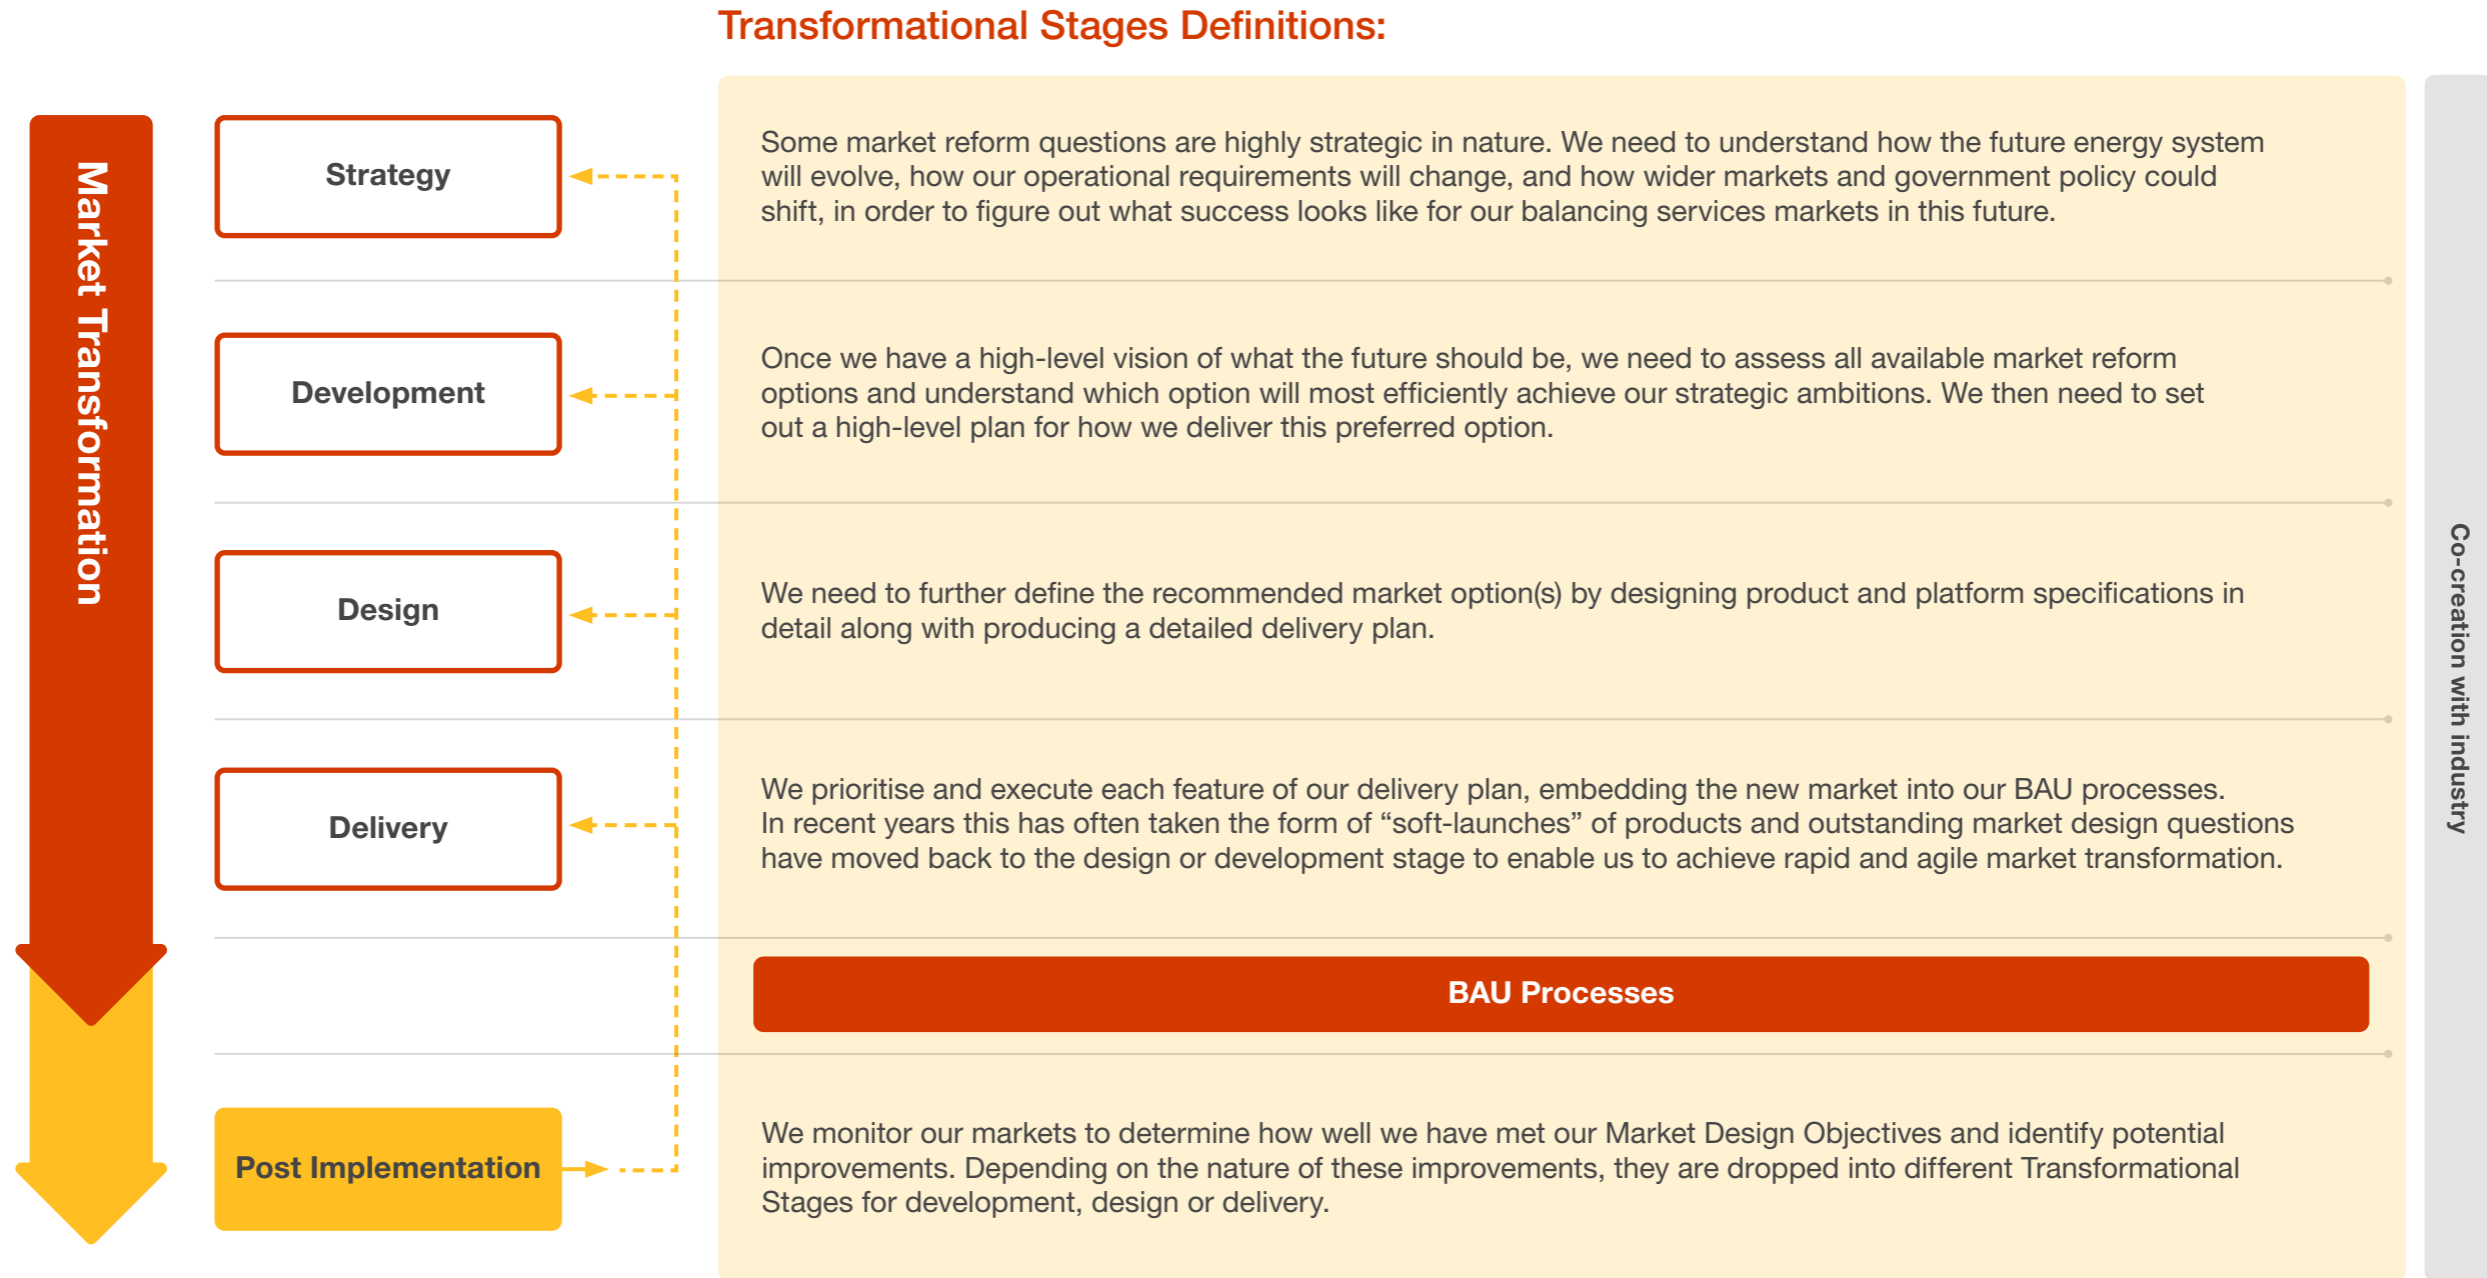 Transformational Stages Definitions:
Market Transformation
Strategy
Some market reform questions are highly strategic in nature. We need to understand how the future energy system
will evolve, how our operational requirements will change, and how wider markets and government policy could
shift, in order to figure out what success looks like for our balancing services markets in this future.
Development
Once we have a high-level vision of what the future should be, we need to assess all available market reform
options and understand which option will most efficiently achieve our strategic ambitions. We then need to set
out a high-level plan for how we deliver this preferred option.
Design
We need to further define the recommended market option(s) by designing product and platform specifications in
detail along with producing a detailed delivery plan.
Delivery
We prioritise and execute each feature of our delivery plan, embedding the new market into our BAU processes.
In recent years this has often taken the form of “soft-launches” of products and outstanding market design questions
have moved back to the design or development stage to enable us to achieve rapid and agile market transformation.
BAU Processes
Post Implementation
We monitor our markets to determine how well we have met our Market Design Objectives and identify potential
improvements. Depending on the nature of these improvements, they are dropped into different Transformational
Stages for development, design or delivery.
Co-creation with industry